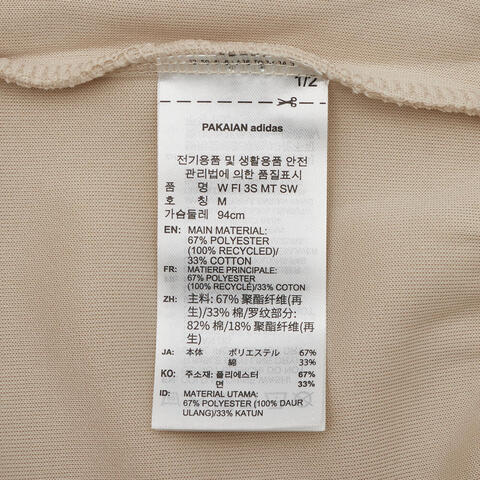 1/2
PAKAIAN adidas
전기용품 및 생활용품 안전
관리법에 의한 품질표시
품 명 W FI 3S MT SW
호 칭 M
가슴둘레 94cm
EN: MAIN MATERIAL:
67% POLYESTER
(100% RECYCLED)/
33% COTTON
FR: MATIERE PRINCIPALE:
67% POLYESTER
(100% RECYCLÉ)/33% COTON
ZH: 主料: 67% 聚酯纤维(再
生)/33% 棉/罗纹部分:
82% 棉/18% 聚酯纤维(再
生)
JA: 本体 ポリエステル 67%
綿 33%
KO: 주소재: 폴리에스터 67%
면 33%
ID: MATERIAL UTAMA:
67% POLYESTER (100% DAUR
ULANG)/33% KATUN